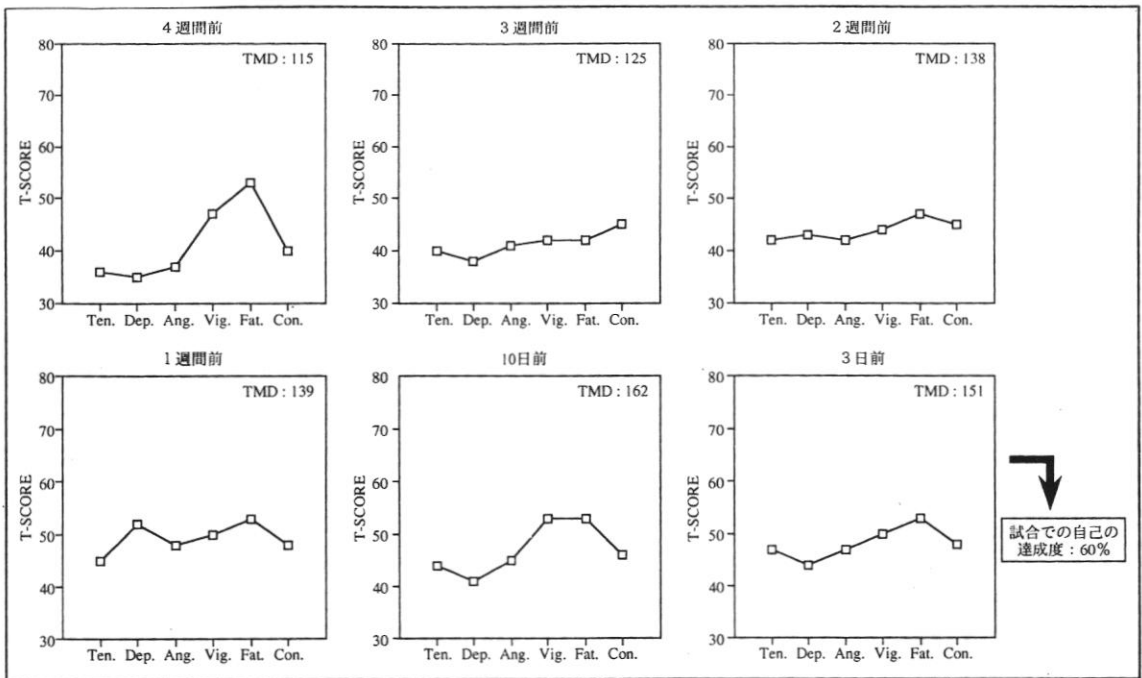 4週間前
3週間前
2週間前
80
70
60
50
40
30
T-SCORE
TMD : 115
Ten. Dep. Ang. Vig. Fat. Con.
80
70
60
50
40
30
T-SCORE
TMD : 125
Ten. Dep. Ang. Vig. Fat. Con.
80
70
60
50
40
30
T-SCORE
TMD : 138
Ten. Dep. Ang. Vig. Fat. Con.
1週間前
10日前
3日前
80
70
60
50
40
30
T-SCORE
TMD : 139
Ten. Dep. Ang. Vig. Fat. Con.
80
70
60
50
40
30
T-SCORE
TMD : 162
Ten. Dep. Ang. Vig. Fat. Con.
80
70
60
50
40
30
T-SCORE
TMD : 151
Ten. Dep. Ang. Vig. Fat. Con.
試合での自己の
達成度：60%